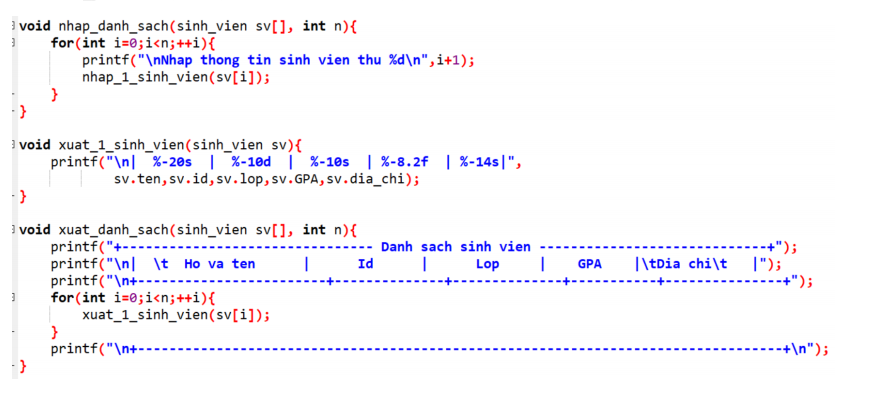 void nhap_danh_sach(sinh_vien sv[], int n){
    for(int i=0;i<n;++i){
        printf("\nNhap thong tin sinh vien thu %d\n",i+1);
        nhap_1_sinh_vien(sv[i]);
    }
}
void xuat_1_sinh_vien(sinh_vien sv){
    printf("\n|  %-20s  |  %-10d  |  %-10s  | %-8.2f  | %-14s|",
            sv.ten,sv.id,sv.lop,sv.GPA,sv.dia_chi);
}
void xuat_danh_sach(sinh_vien sv[], int n){
    printf("+-------------------------------- Danh sach sinh vien -----------------------------+");
    printf("\n|  \t  Ho va ten      |      Id      |      Lop     |    GPA    |\tDia chi\t   |");
    printf("\n+------------------------+--------------+--------------+-----------+---------------+");
    for(int i=0;i<n;++i){
        xuat_1_sinh_vien(sv[i]);
    }
    printf("\n+----------------------------------------------------------------------------------+\n");
}